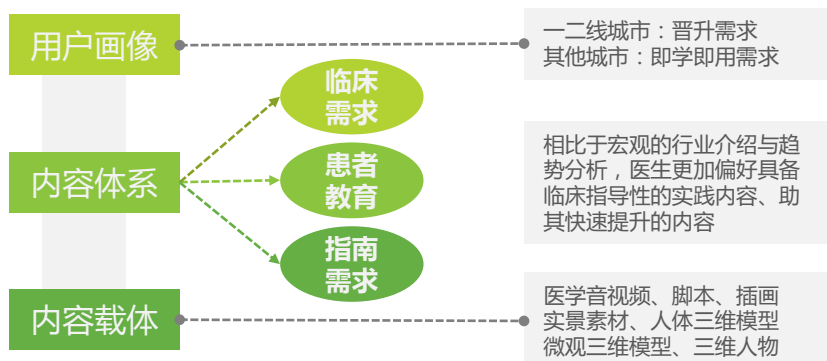 用户画像
一二线城市：晋升需求
其他城市：即学即用需求
内容体系
临床
需求
患者
教育
指南
需求
相比于宏观的行业介绍与趋
势分析，医生更加偏好具备
临床指导性的实践内容、助
其快速提升的内容
内容载体
医学音视频、脚本、插画
实景素材、人体三维模型
微观三维模型、三维人物